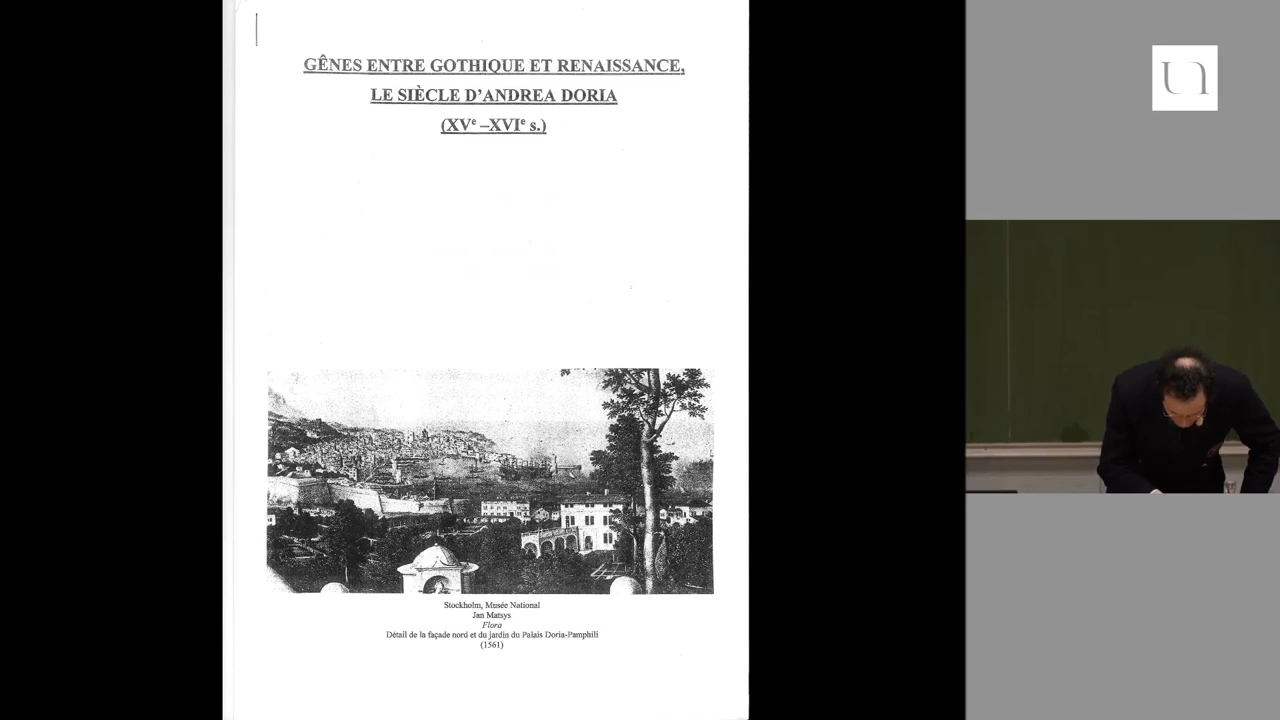 GÊNES ENTRE GOTHIQUE ET RENAISSANCE,
LE SIÈCLE D'ANDREA DORIA
(XVe –XVIe s.)
Stockholm, Musée National
Jan Matsys
Flora
Détail de la façade nord et du jardin du Palais Doria-Pamphili
(1561)